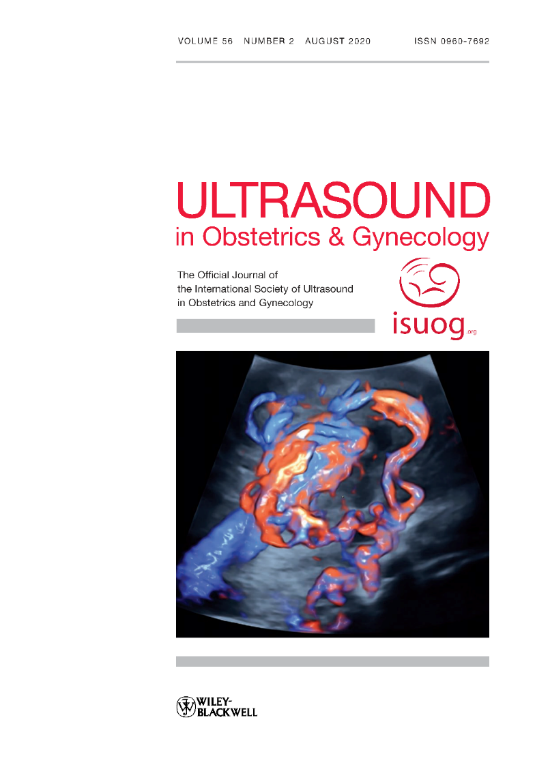 VOLUME 56 NUMBER 2 AUGUST 2020 ISSN 0960-7692
ULTRASOUND
in Obstetrics & Gynecology
The Official Journal of
the International Society of Ultrasound
in Obstetrics and Gynecology
isuog.org
WILEY-
BLACKWELL